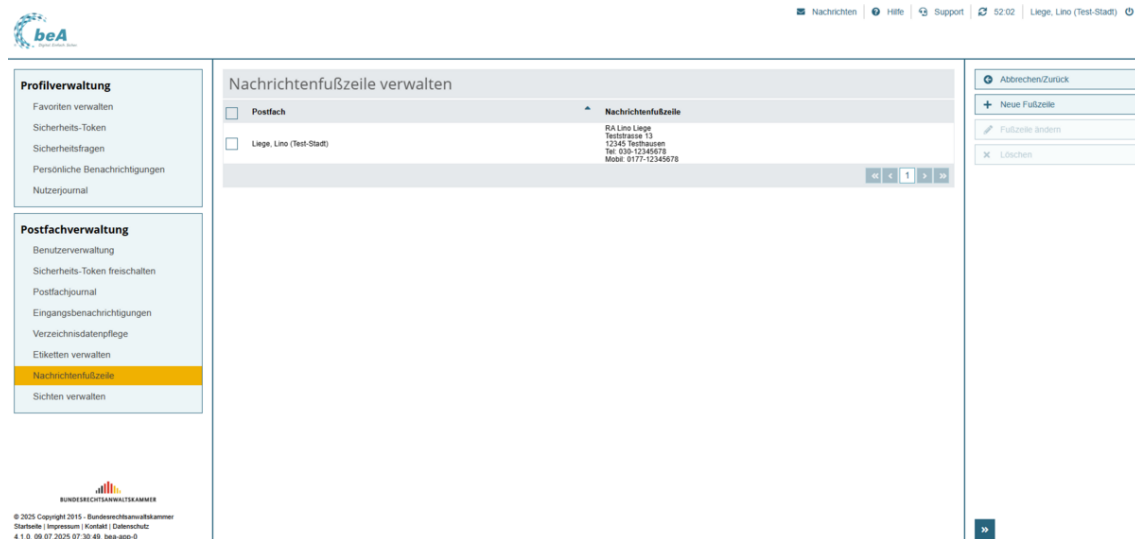 Nachrichten
Hilfe
Support
52:02
Liege, Lino (Test-Stadt)
beA
Profilverwaltung
Favoriten verwalten
Sicherheits-Token
Sicherheitsfragen
Persönliche Benachrichtigungen
Nutzerjournal
Postfachverwaltung
Benutzerverwaltung
Sicherheits-Token freischalten
Postfachjournal
Eingangsbenachrichtigungen
Verzeichnisdatenpflege
Etiketten verwalten
Nachrichtenfußzeile
Sichten verwalten
BUNDESRECHTSANWALTSKAMMER
© 2025 Copyright 2015 - Bundesrechtsanwaltskammer
Startseite | Impressum | Kontakt | Datenschutz
4.1.0, 09.07.2025 07:30:49, bea-app-0
Nachrichtenfußzeile verwalten
Postfach Nachrichtenfußzeile
Liege, Lino (Test-Stadt)
RA Lino Liege
Teststrasse 13
12345 Testhausen
Tel: 030-12345678
Mobil: 0177-12345678
« ‹ 1 › »
Abbrechen/Zurück
Neue Fußzeile
Fußzeile ändern
Löschen
»